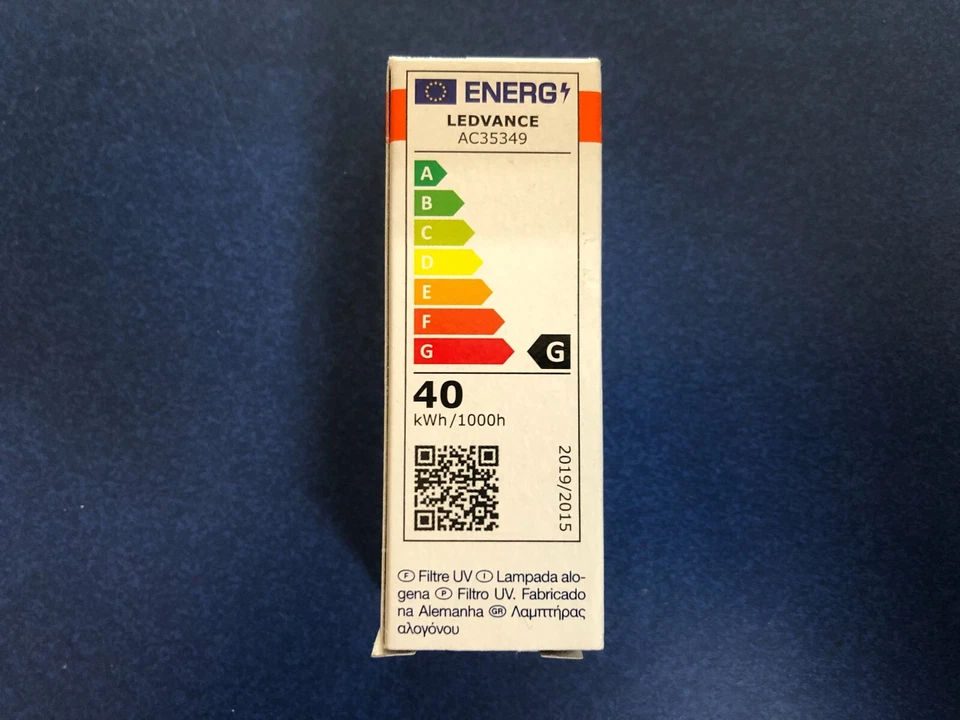 ENERG
LEDVANCE
AC35349
A
B
C
D
E
F
G
G
40
kWh/1000h
2019/2015
F Filtre UV I Lampada alo-
gena P Filtro UV. Fabricado
na Alemanha GR Λαμπτήρας
αλογόνου